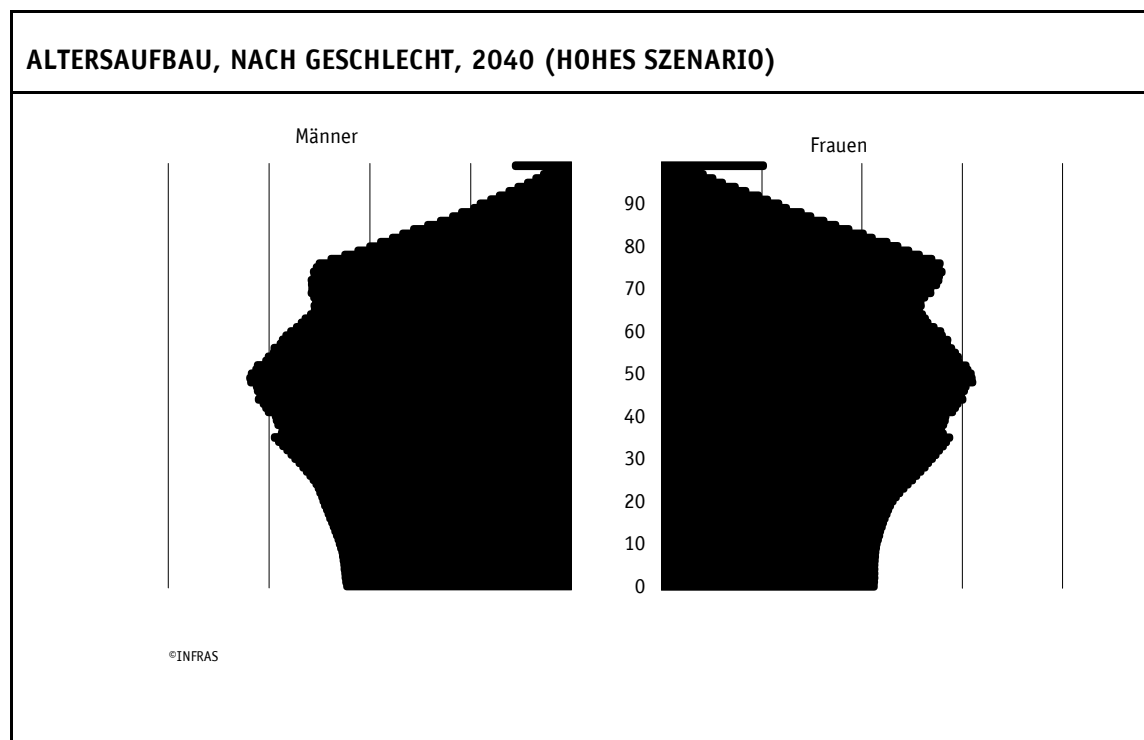 ALTERSAUFBAU, NACH GESCHLECHT, 2040 (HOHES SZENARIO)
Männer
Frauen
90
80
70
60
50
40
30
20
10
0
©INFRAS